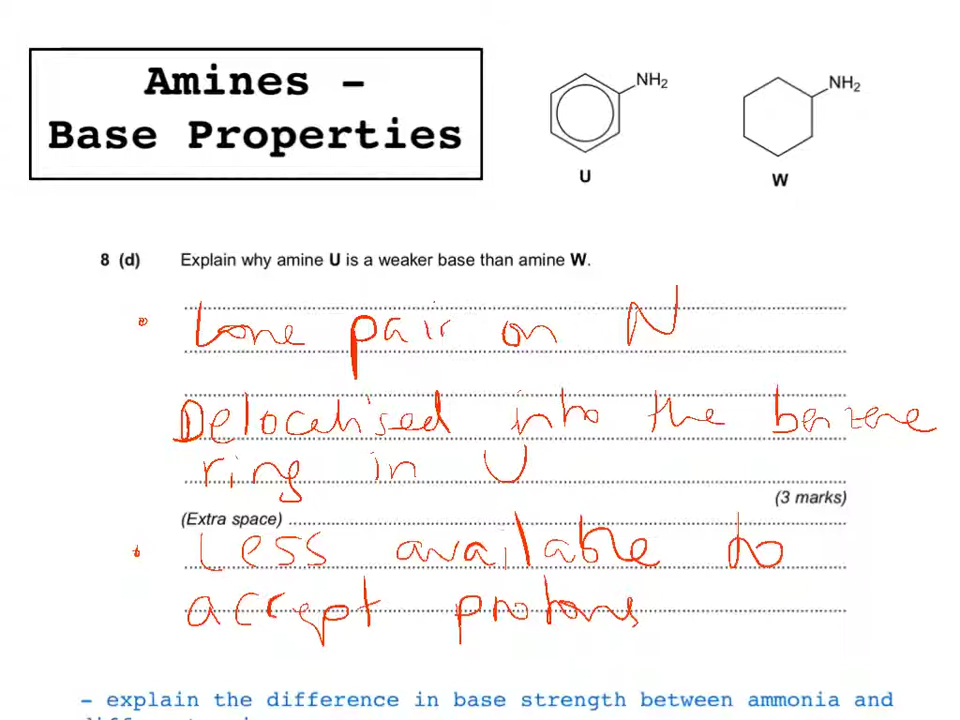 Amines –
Base Properties
NH2
NH2
U
W
8 (d) Explain why amine U is a weaker base than amine W.
• Lone pair on N
Delocalised into the benzene
ring in U
(3 marks)
(Extra space)
• Less available to
accept protons
– explain the difference in base strength between ammonia and